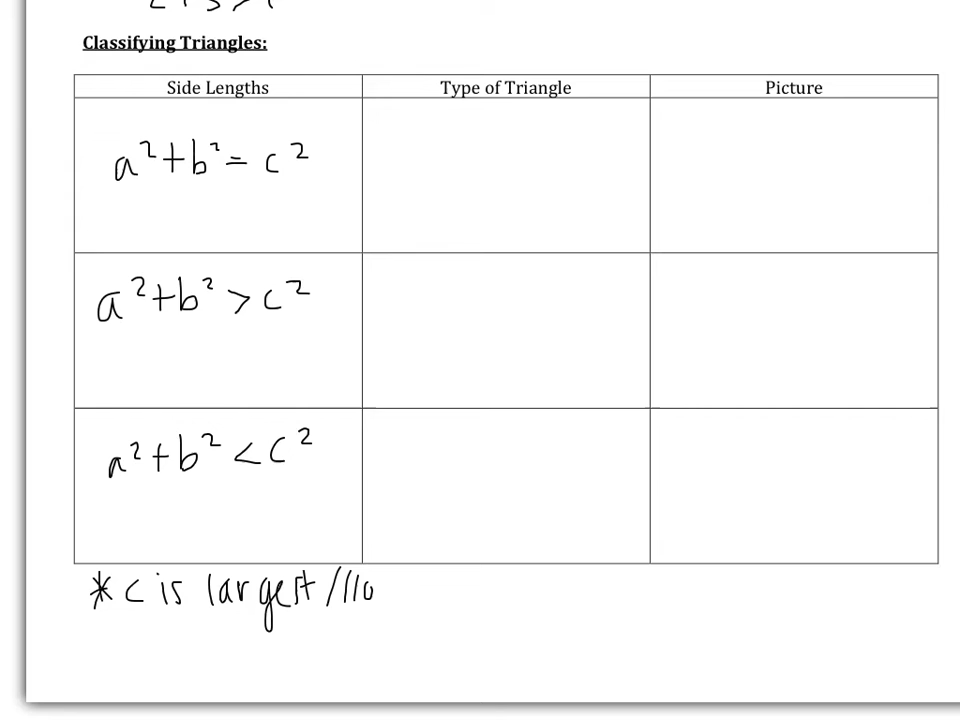 Classifying Triangles:
Side Lengths Type of Triangle Picture
a²+b²= c²
a²+b² > c²
a²+b² < c²
* c is largest /